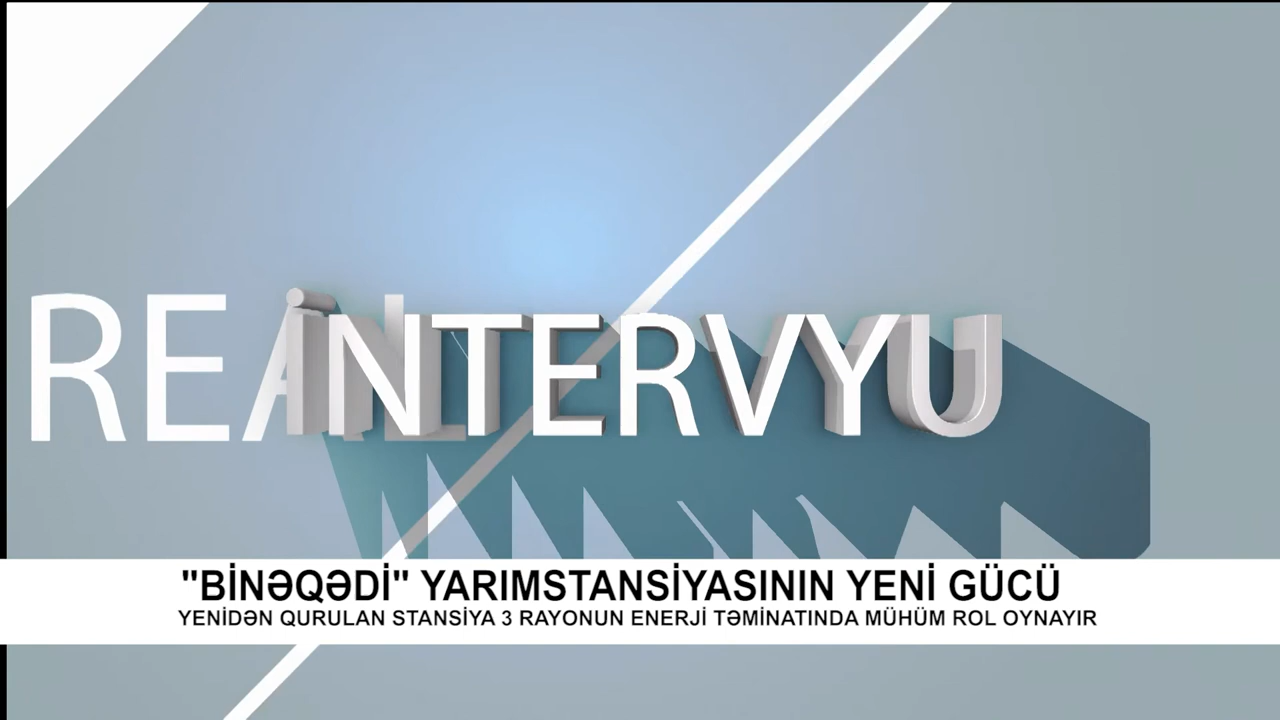 REAL İNTERVYU
"BİNƏQƏDİ" YARIMSTANSİYASININ YENİ GÜCÜ
YENİDƏN QURULAN STANSİYA 3 RAYONUN ENERJİ TƏMİNATINDA MÜHÜM ROL OYNAYIR